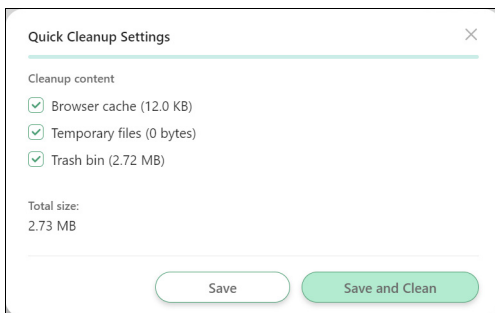 Quick Cleanup Settings
Cleanup content
Browser cache (12.0 KB)
Temporary files (0 bytes)
Trash bin (2.72 MB)
Total size:
2.73 MB
Save
Save and Clean